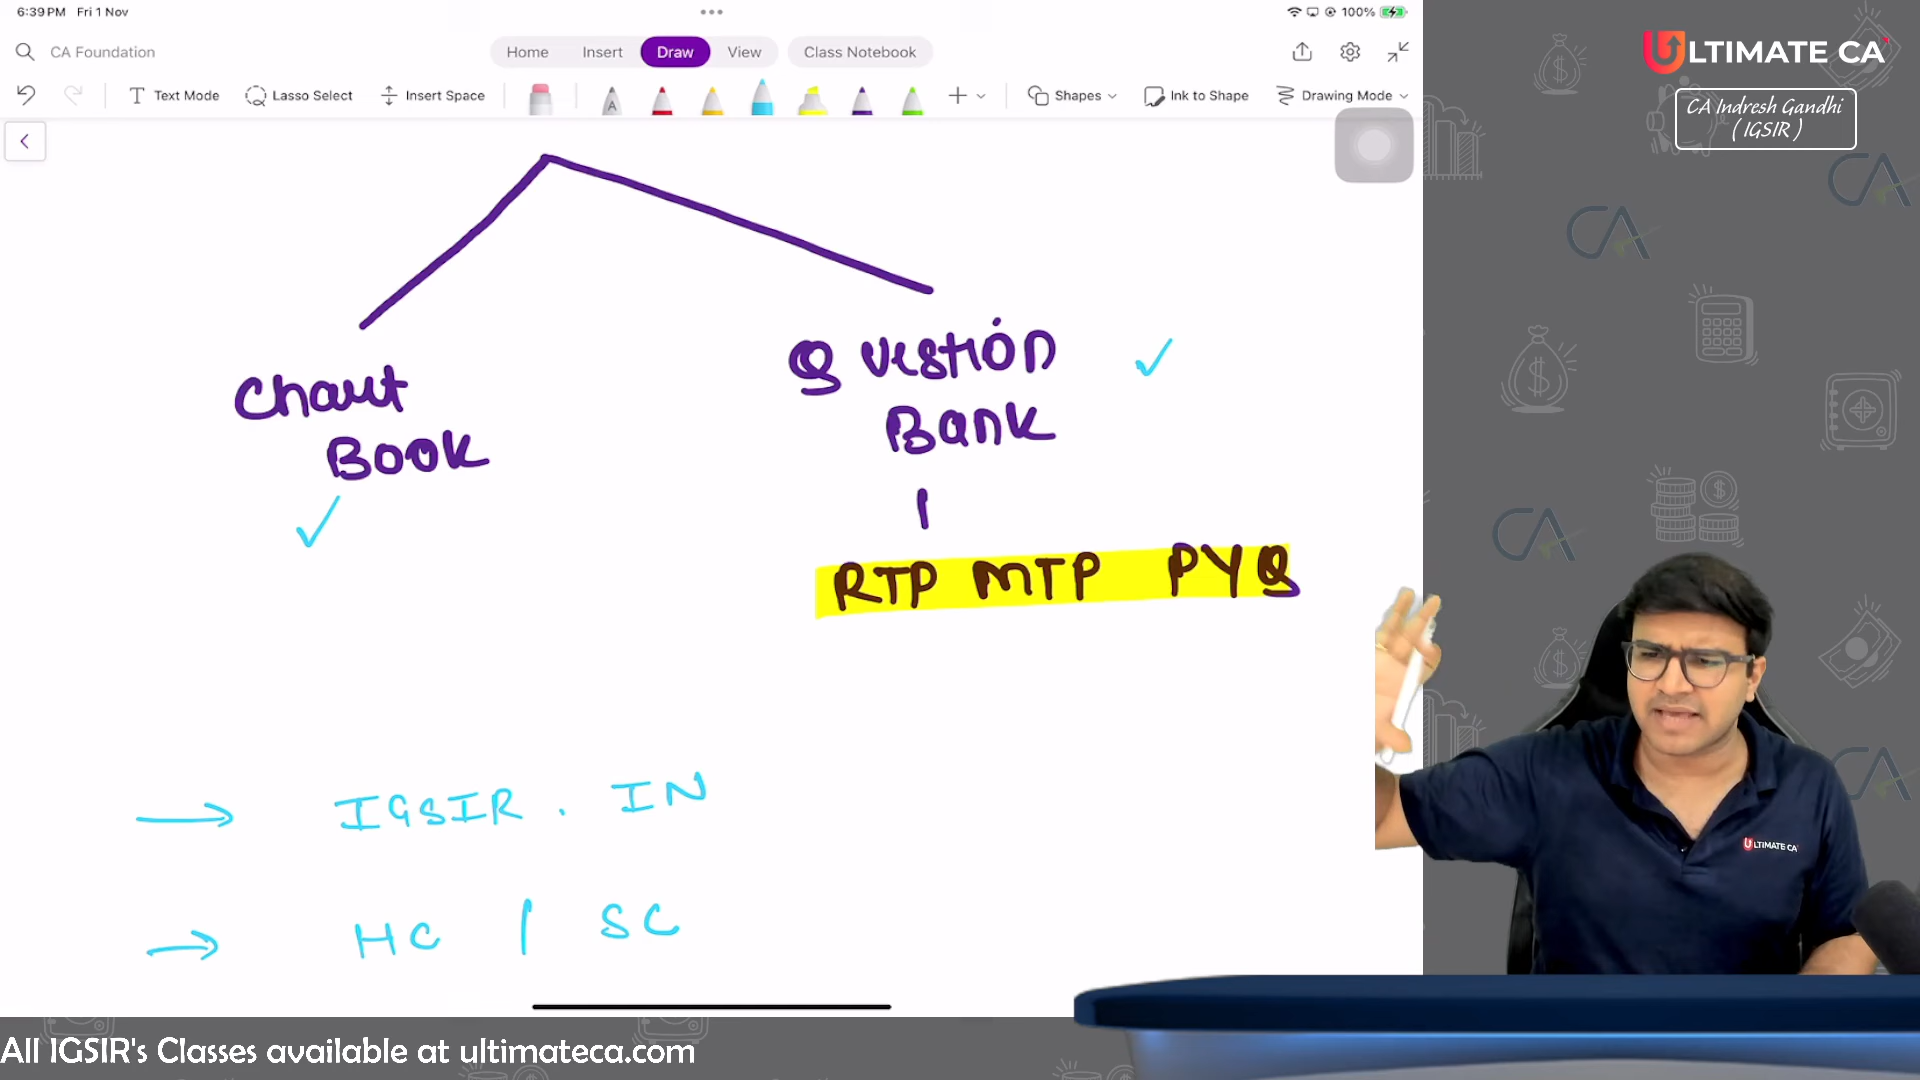 6:39 PM Fri 1 Nov
100%
CA Foundation
Home Insert Draw View Class Notebook
Text Mode Lasso Select Insert Space
A
Shapes Ink to Shape Drawing Mode
ULTIMATE CA
CA Indresh Gandhi
( IGSIR )
Chart
Book
Question
Bank
RTP MTP PYQ
→ IGSIR . IN
→ HC | SC
ULTIMATE CA
All IGSIR's Classes available at ultimateca.com